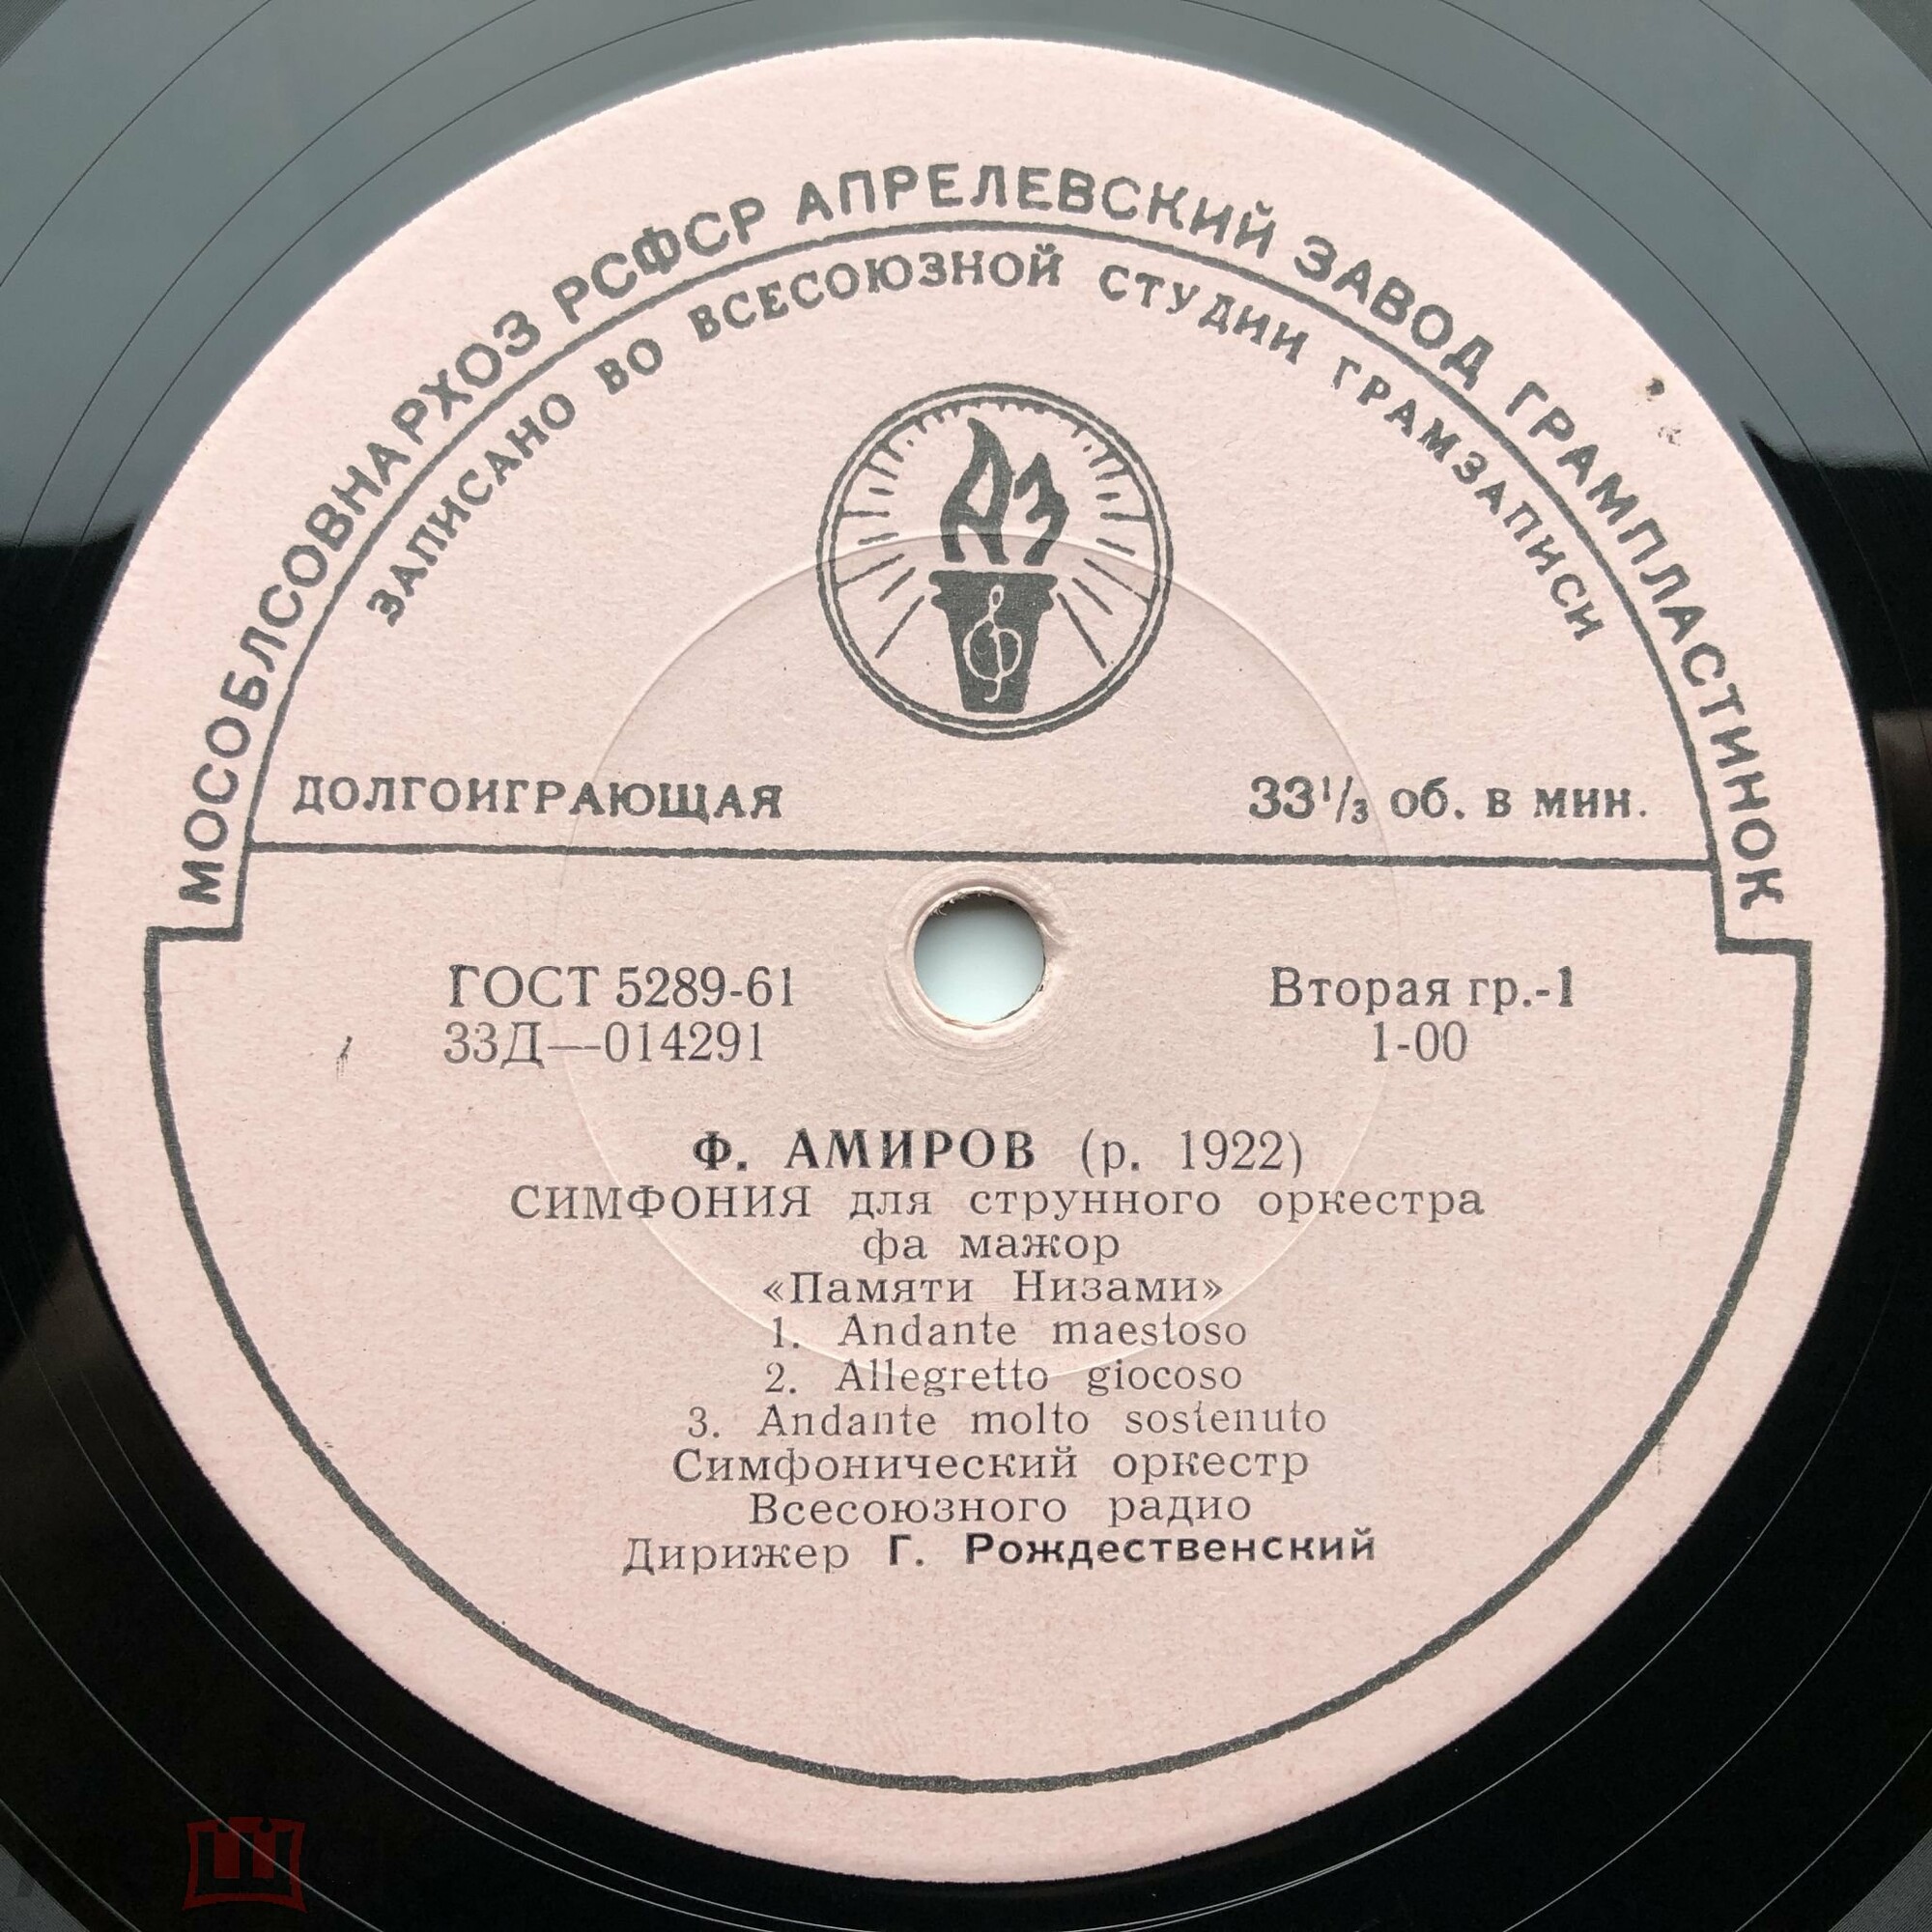 МОСОБЛСОВНАРХОЗ РСФСР АПРЕЛЕВСКИЙ ЗАВОД ГРАМПЛАСТИНОК
ЗАПИСАНО ВО ВСЕСОЮЗНОЙ СТУДИИ ГРАМЗАПИСИ
АЗ
ДОЛГОИГРАЮЩАЯ 33⅓ об. в мин.
ГОСТ 5289-61 Вторая гр.-1
33Д—014291 1-00
Ф. АМИРОВ (р. 1922)
СИМФОНИЯ для струнного оркестра
фа мажор
«Памяти Низами»
1. Andante maestoso
2. Allegretto giocoso
3. Andante molto sostenuto
Симфонический оркестр
Всесоюзного радио
Дирижер Г. Рождественский